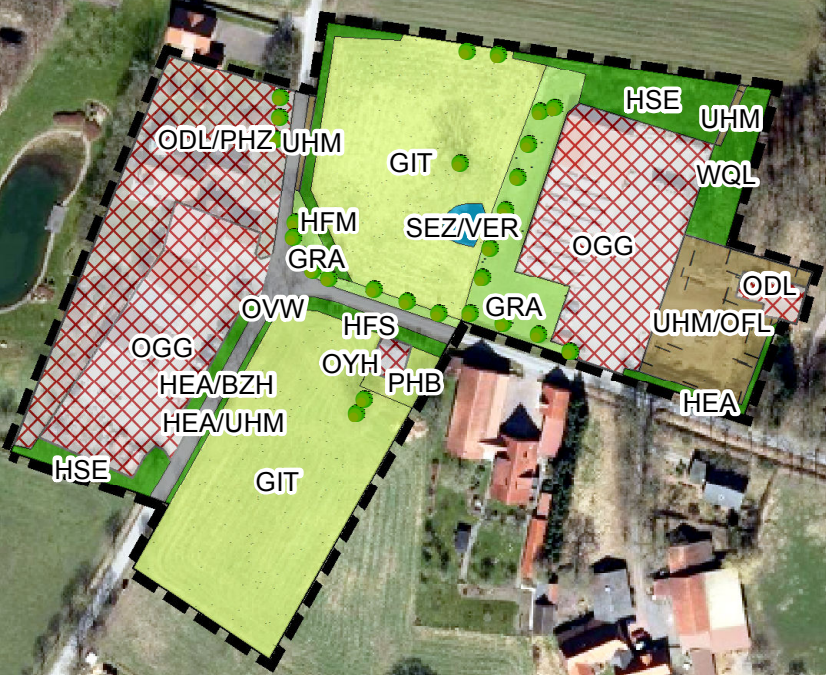 HSE
UHM
ODL/PHZ
UHM
GIT
WQL
HFM
SEZ/VER
OGG
GRA
ODL
OVW
GRA
HFS
UHM/OFL
OGG
OYH
HEA/BZH
PHB
HEA
HEA/UHM
HSE
GIT